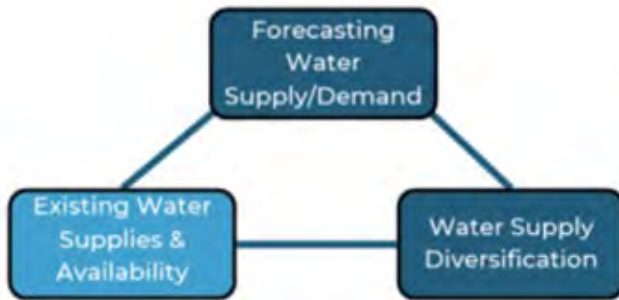 Forecasting
Water
Supply/Demand
Existing Water
Supplies &
Availability
Water Supply
Diversification